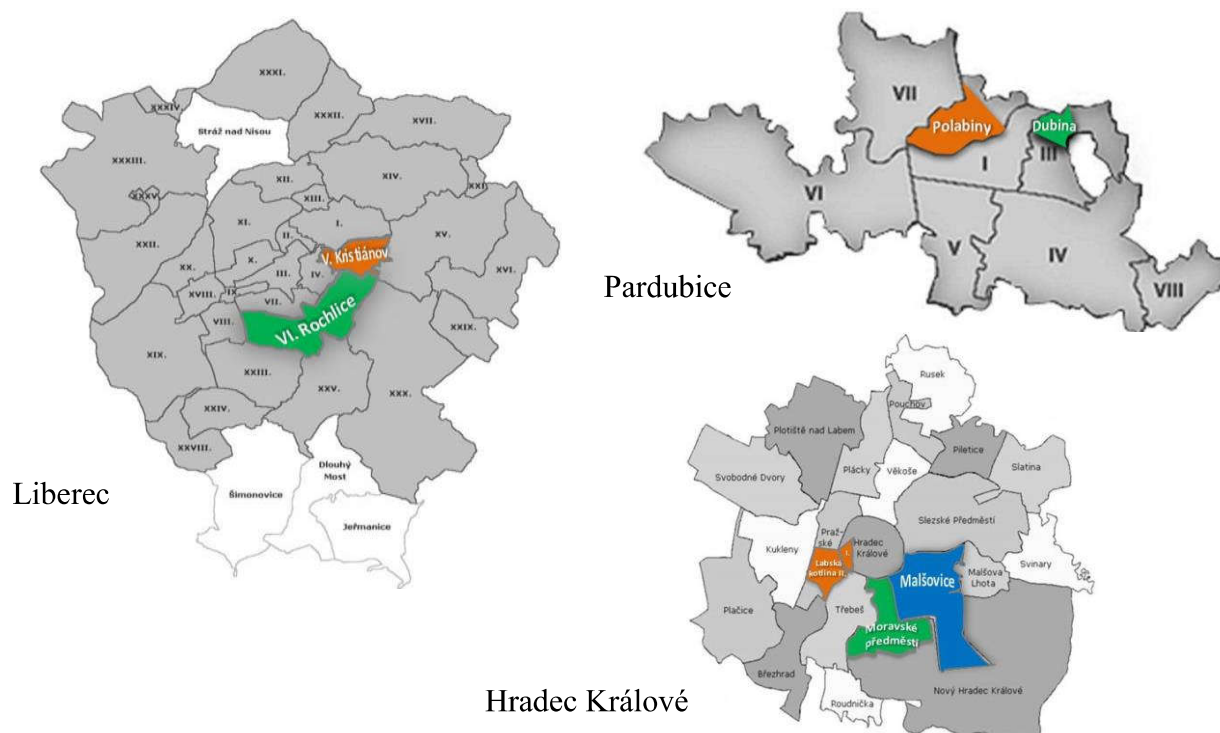 XXXI.
XXXIV.
Stráž nad Nisou
XXXII.
XVII.
XXXIII.
XII.
XIV.
XXI.
XXXV.
XIII.
XI.
I.
II.
XV.
XXII.
V. Kristiánov
X.
XX.
III.
IV.
XVI.
XVIII.
IX.
VII.
VIII.
VI. Rochlice
XXIX.
XIX.
XXIII.
XXV.
XXX.
XXIV.
XXVIII.
Dlouhý
Most
Šimonovice
Jeřmanice
Liberec
VII
Polabiny
Dubina
III
I
VI
V
IV
VIII
Pardubice
Rusek
Pouchov
Plotiště nad Labem
Piletice
Svobodné Dvory
Plácky
Věkoše
Slatina
Slezské Předměstí
Praž-
ské
Kukleny
Hradec
Králové
I.
Labská
kotlina II.
Svinary
Malšovice
Malšova
Lhota
Plačice
Třebeš
Moravské
předměstí
Březhrad
Nový Hradec Králové
Roudnička
Hradec Králové